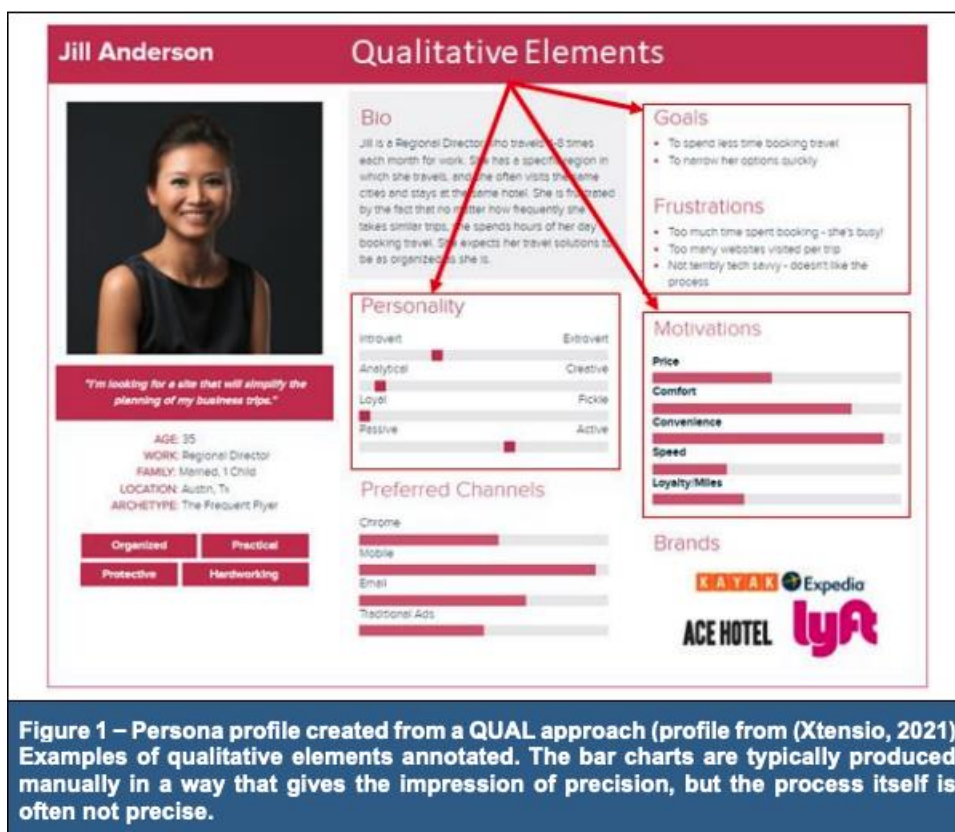 Jill Anderson
Qualitative Elements
"I'm looking for a site that will simplify the
planning of my business trips."
AGE: 35
WORK: Regional Director
FAMILY: Married, 1 Child
LOCATION: Austin, Tx
ARCHETYPE: The Frequent Flyer
Organized Practical
Protective Hardworking
Bio
Jill is a Regional Director who travels 4-8 times
each month for work. She has a specific region in
which she travels, and she often visits the same
cities and stays at the same hotel. She is frustrated
by the fact that no matter how frequently she
takes similar trips, she spends hours of her day
booking travel. She expects her travel solutions to
be as organized as she is.
Personality
Introvert Extrovert
Analytical Creative
Loyal Fickle
Passive Active
Preferred Channels
Chrome
Mobile
Email
Traditional Ads
Goals
• To spend less time booking travel
• To narrow her options quickly
Frustrations
• Too much time spent booking - she's busy!
• Too many websites visited per trip
• Not terribly tech savvy - doesn't like the
process
Motivations
Price
Comfort
Convenience
Speed
Loyalty/Miles
Brands
KAYAK Expedia
ACE HOTEL lyft
Figure 1 – Persona profile created from a QUAL approach (profile from (Xtensio, 2021)
Examples of qualitative elements annotated. The bar charts are typically produced
manually in a way that gives the impression of precision, but the process itself is
often not precise.